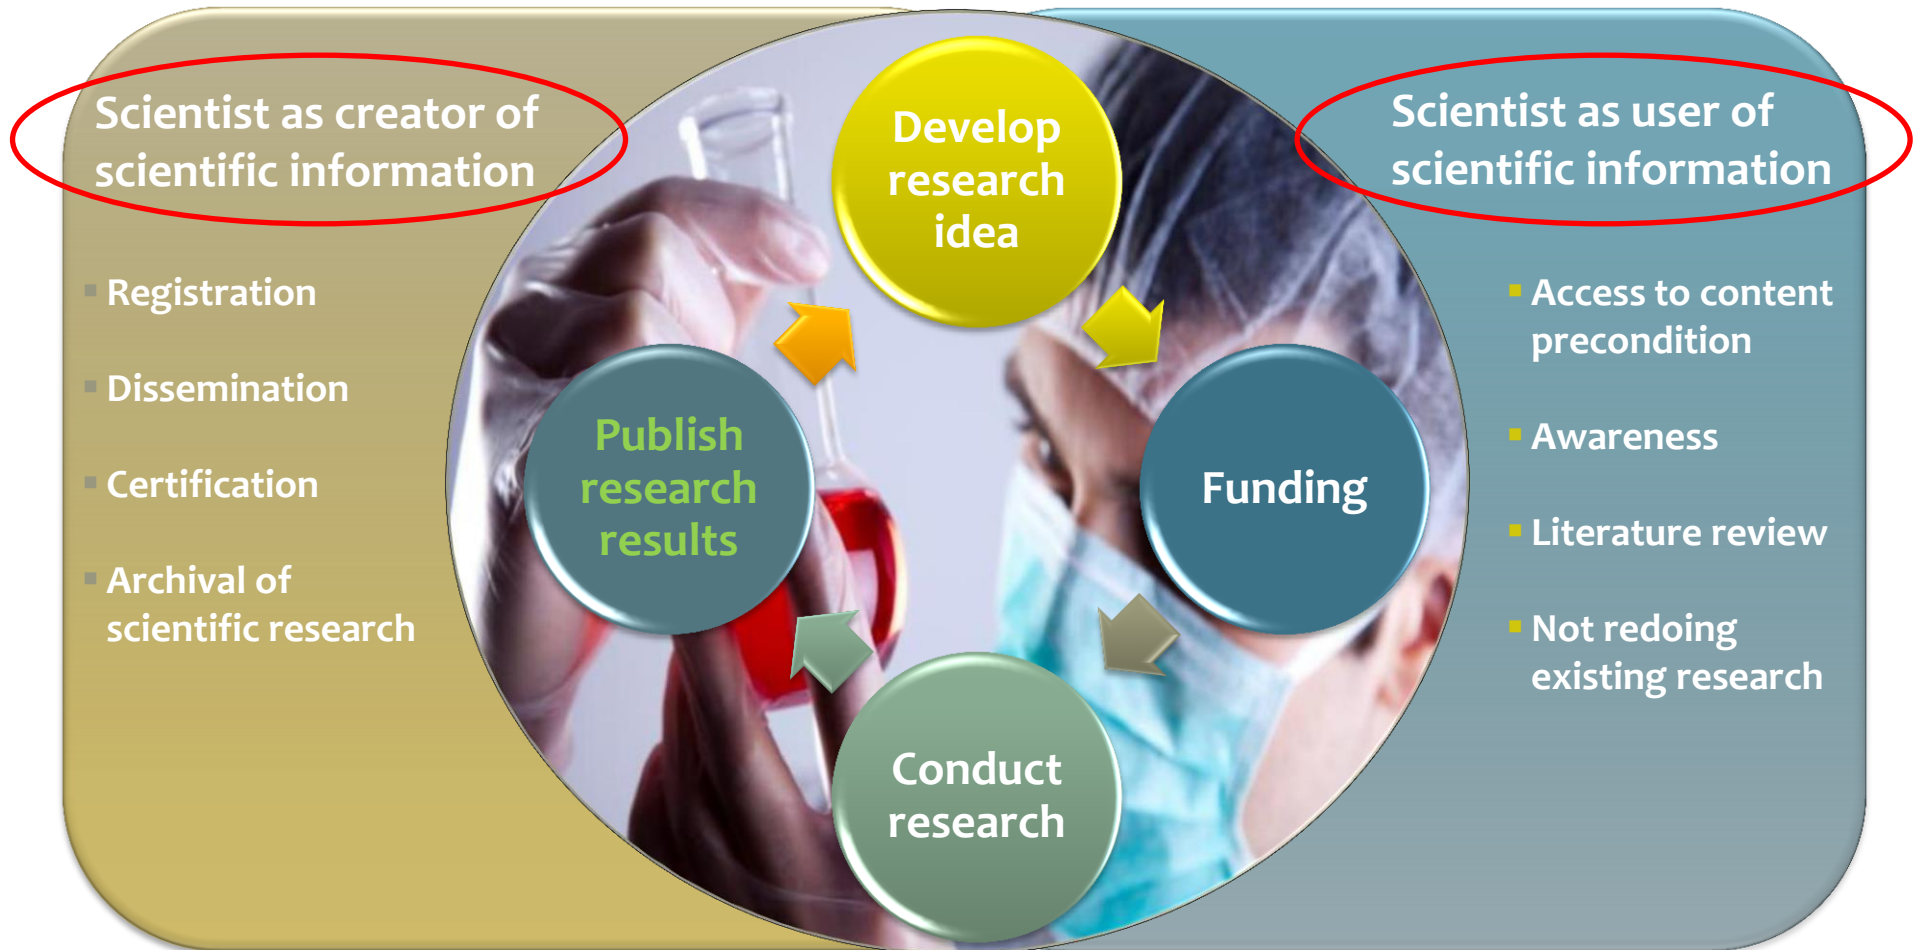 Scientist as creator of
scientific information
Registration
Dissemination
Certification
Archival of
scientific research
Develop
research
idea
Funding
Conduct
research
Publish
research
results
Scientist as user of
scientific information
Access to content
precondition
Awareness
Literature review
Not redoing
existing research